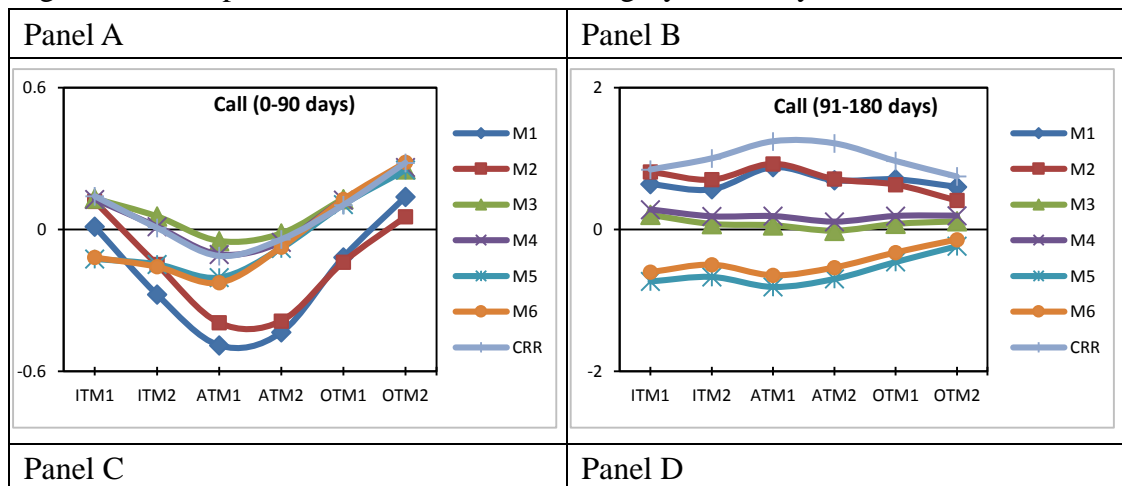 Panel A
Panel B
Call (0-90 days)
0.6
0
-0.6
ITM1 ITM2 ATM1 ATM2 OTM1 OTM2
M1
M2
M3
M4
M5
M6
CRR
Call (91-180 days)
2
0
-2
ITM1 ITM2 ATM1 ATM2 OTM1 OTM2
M1
M2
M3
M4
M5
M6
CRR
Panel C
Panel D